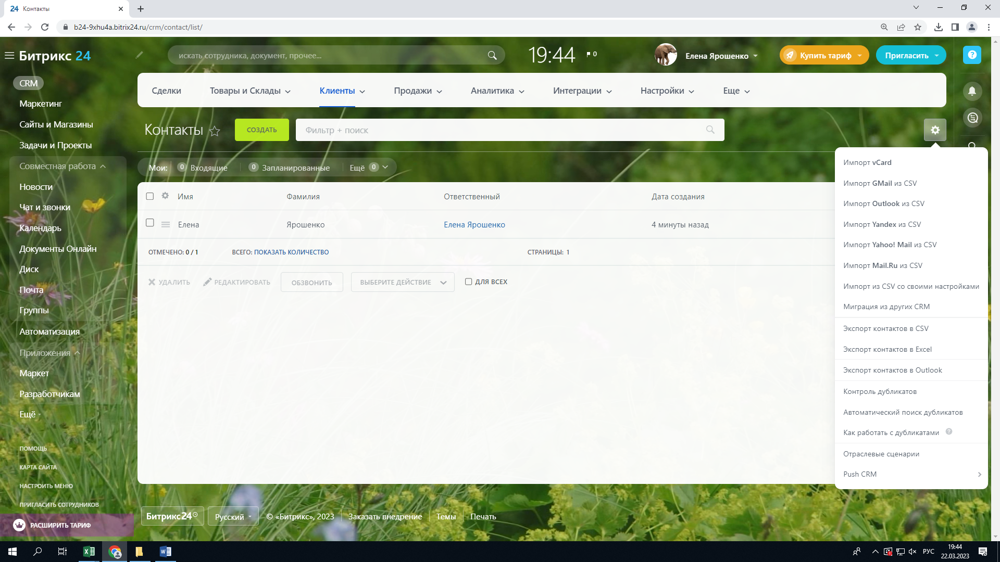 24 Контакты
b24-9xhu4a.bitrix24.ru/crm/contact/list/
Битрикс 24
искать сотрудника, документ, прочее...
19:44
0
Елена Ярошенко
Купить тариф
Пригласить
CRM
Маркетинг
Сайты и Магазины
Задачи и Проекты
Совместная работа
Новости
Чат и звонки
Календарь
Документы Онлайн
Диск
Почта
Группы
Автоматизация
Приложения
Маркет
Разработчикам
Ещё
ПОМОЩЬ
КАРТА САЙТА
НАСТРОИТЬ МЕНЮ
ПРИГЛАСИТЬ СОТРУДНИКОВ
РАСШИРИТЬ ТАРИФ
Сделки Товары и Склады Клиенты Продажи Аналитика Интеграции Настройки Еще
Контакты
СОЗДАТЬ
Фильтр + поиск
Мои: 0 Входящие 0 Запланированные Ещё 0
Имя Фамилия Ответственный Дата создания
Елена Ярошенко Елена Ярошенко 4 минуты назад
ОТМЕЧЕНО: 0 / 1 ВСЕГО: ПОКАЗАТЬ КОЛИЧЕСТВО СТРАНИЦЫ: 1
УДАЛИТЬ РЕДАКТИРОВАТЬ ОБЗВОНИТЬ ВЫБЕРИТЕ ДЕЙСТВИЕ ДЛЯ ВСЕХ
Импорт vCard
Импорт GMail из CSV
Импорт Outlook из CSV
Импорт Yandex из CSV
Импорт Yahoo! Mail из CSV
Импорт Mail.Ru из CSV
Импорт из CSV со своими настройками
Миграция из других CRM
Экспорт контактов в CSV
Экспорт контактов в Excel
Экспорт контактов в Outlook
Контроль дубликатов
Автоматический поиск дубликатов
Как работать с дубликатами ?
Отраслевые сценарии
Push CRM
Битрикс24 Русский © «Битрикс», 2023 Заказать внедрение Темы Печать
РУС
19:44
22.03.2023